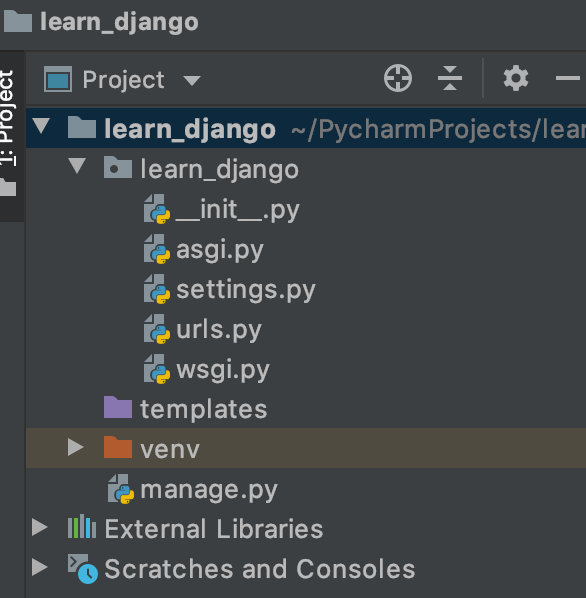 learn_django
1: Project
Project
learn_django ~/PycharmProjects/lear
learn_django
__init__.py
asgi.py
settings.py
urls.py
wsgi.py
templates
venv
manage.py
External Libraries
Scratches and Consoles